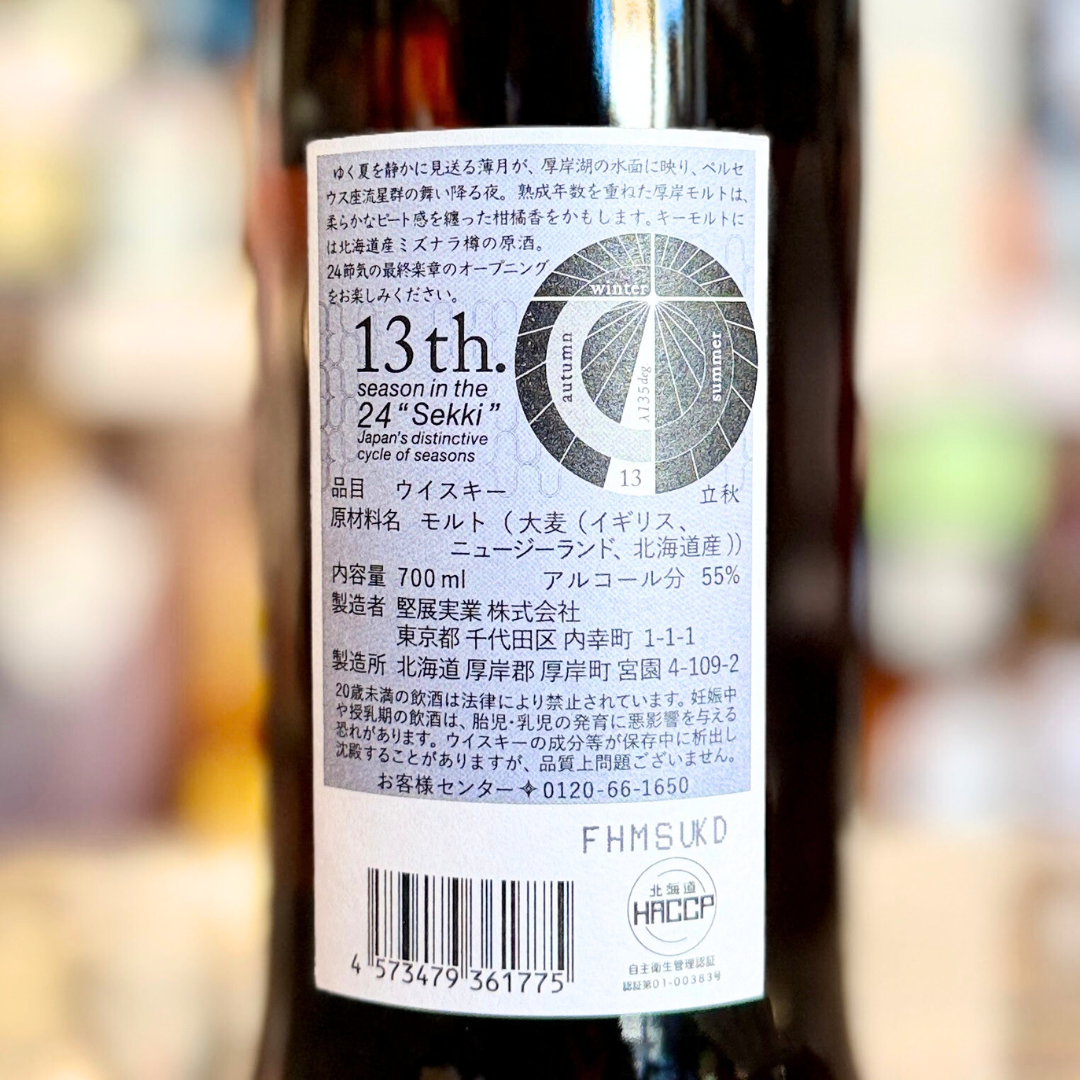 ゆく夏を静かに見送る薄月が、厚岸湖の水面に映り、ペルセ
ウス座流星群の舞い降る夜。熟成年数を重ねた厚岸モルトは、
柔らかなピート感を纏った柑橘香をかもします。キーモルトに
は北海道産ミズナラ樽の原酒。
24節気の最終楽章のオープニング
をお楽しみください。
winter
autumn
summer
λ135deg
13
立秋
13th.
season in the
24 “Sekki”
Japan's distinctive
cycle of seasons
品目 ウイスキー
原材料名 モルト（大麦（イギリス、
ニュージーランド、北海道産））
内容量 700ml アルコール分 55%
製造者 堅展実業 株式会社
東京都 千代田区 内幸町 1-1-1
製造所 北海道 厚岸郡 厚岸町 宮園 4-109-2
20歳未満の飲酒は法律により禁止されています。妊娠中
や授乳期の飲酒は、胎児・乳児の発育に悪影響を与える
恐れがあります。ウイスキーの成分等が保存中に析出し
沈殿することがありますが、品質上問題ございません。
お客様センター✧0120-66-1650
FHMSUKD
4 573479 361775
北海道
HACCP
自主衛生管理認証
認証第01-00383号